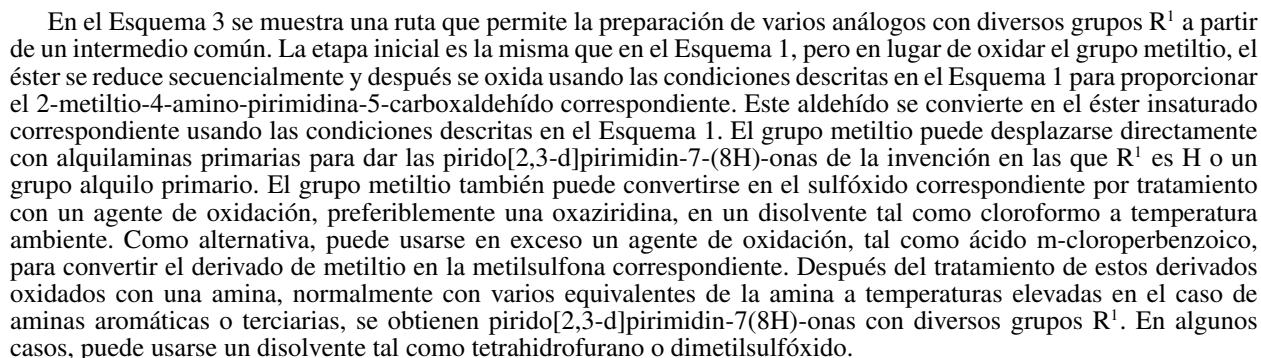 En el Esquema 3 se muestra una ruta que permite la preparación de varios análogos con diversos grupos R¹ a partir
de un intermedio común. La etapa inicial es la misma que en el Esquema 1, pero en lugar de oxidar el grupo metiltio, el
éster se reduce secuencialmente y después se oxida usando las condiciones descritas en el Esquema 1 para proporcionar
el 2-metiltio-4-amino-pirimidina-5-carboxaldehído correspondiente. Este aldehído se convierte en el éster insaturado
correspondiente usando las condiciones descritas en el Esquema 1. El grupo metiltio puede desplazarse directamente
con alquilaminas primarias para dar las pirido[2,3-d]pirimidin-7-(8H)-onas de la invención en las que R¹ es H o un
grupo alquilo primario. El grupo metiltio también puede convertirse en el sulfóxido correspondiente por tratamiento
con un agente de oxidación, preferiblemente una oxaziridina, en un disolvente tal como cloroformo a temperatura
ambiente. Como alternativa, puede usarse en exceso un agente de oxidación, tal como ácido m-cloroperbenzoico,
para convertir el derivado de metiltio en la metilsulfona correspondiente. Después del tratamiento de estos derivados
oxidados con una amina, normalmente con varios equivalentes de la amina a temperaturas elevadas en el caso de
aminas aromáticas o terciarias, se obtienen pirido[2,3-d]pirimidin-7(8H)-onas con diversos grupos R¹. En algunos
casos, puede usarse un disolvente tal como tetrahidrofurano o dimetilsulfóxido.